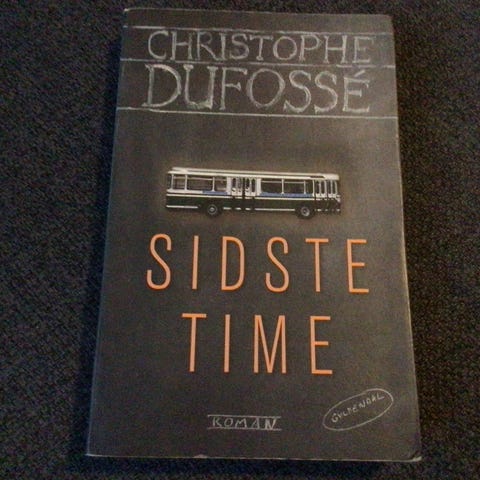 CHRISTOPHE
DUFOSSÉ
SIDSTE
TIME
ROMAN
GYLDENDAL